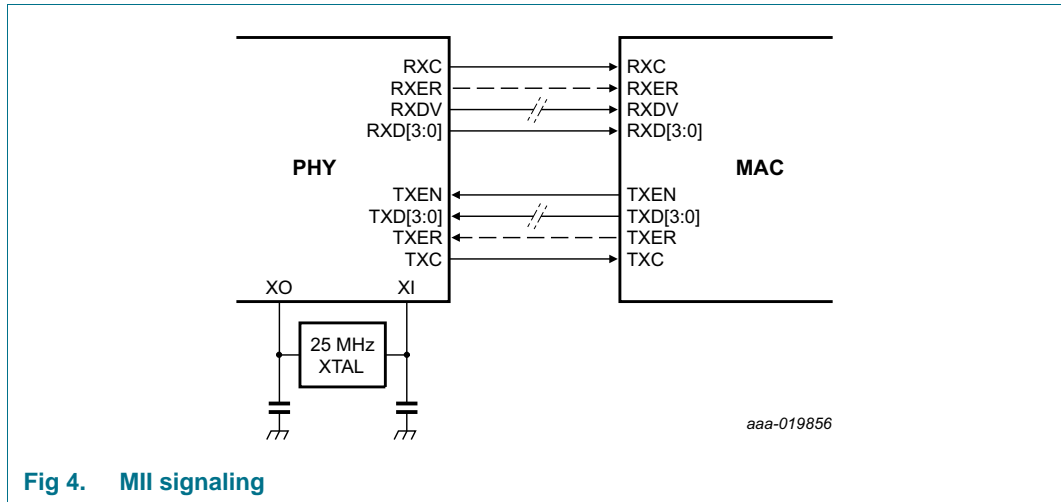 RXC
RXER
RXDV
RXD[3:0]
RXC
RXER
RXDV
RXD[3:0]
PHY
MAC
TXEN
TXD[3:0]
TXER
TXC
TXEN
TXD[3:0]
TXER
TXC
XO
XI
25 MHz
XTAL
aaa-019856
Fig 4. MII signaling